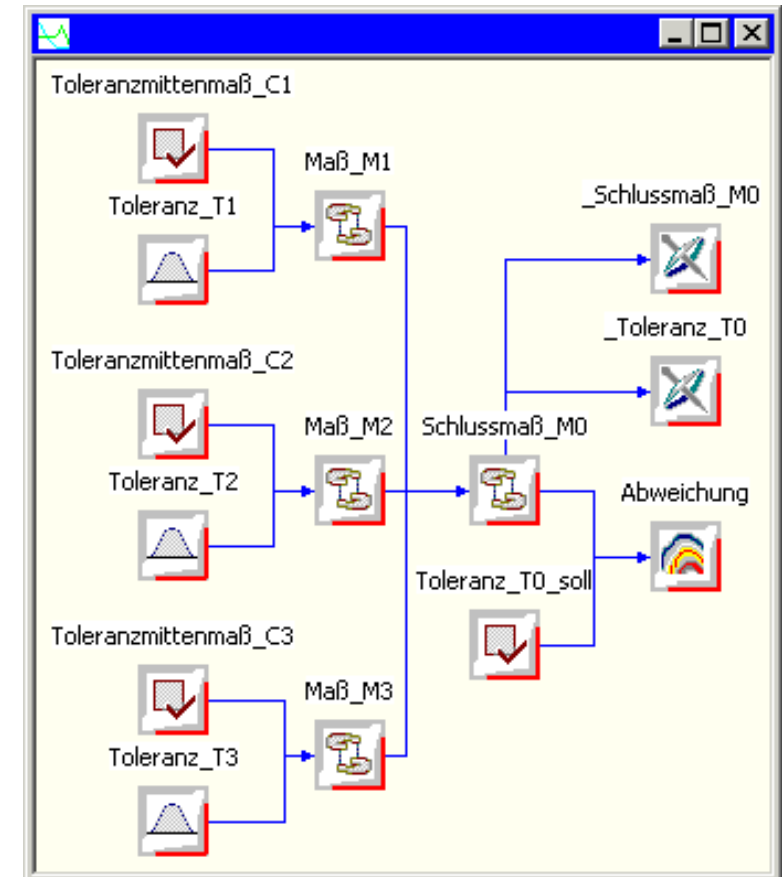 Toleranzmittenmaß_C1
Maß_M1
Toleranz_T1
_Schlussmaß_M0
_Toleranz_T0
Toleranzmittenmaß_C2
Maß_M2
Schlussmaß_M0
Toleranz_T2
Abweichung
Toleranz_T0_soll
Toleranzmittenmaß_C3
Maß_M3
Toleranz_T3